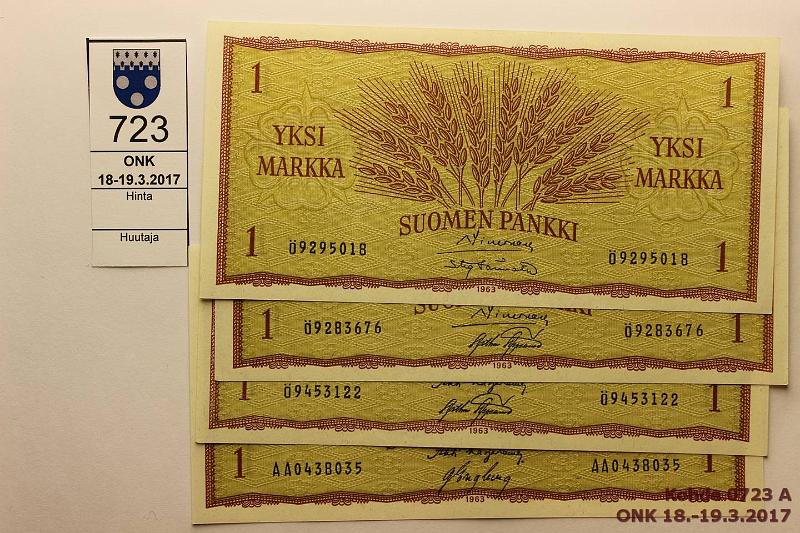 723
ONK
18-19.3.2017
Hinta
Huutaja
1 1
YKSI MARKKA
YKSI MARKKA
SUOMEN PANKKI
1 1
Ö9295018 Ö9295018
1963
1 Ö9283676 Ö9283676 1
1963
1 Ö9453122 Ö9453122 1
1963
1 AA0438035 AA0438035 1
1963
Kohde 0723 A
ONK 18.-19.3.2017